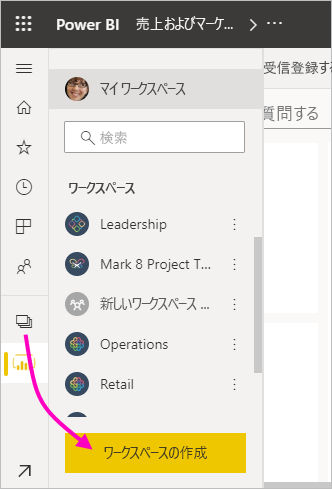 Power BI 売上およびマーケ... ...
マイ ワークスペース
受信登録する
検索
質問する
ワークスペース
Leadership
Mark 8 Project T...
新しいワークスペース ...
Operations
Retail
ワークスペースの作成